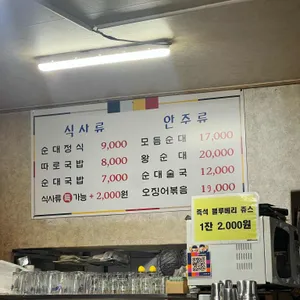 식사류
순대정식 9,000
따로국밥 8,000
순대국밥 7,000
식사류 특 가능 +2,000원
안주류
모듬순대 17,000
왕순대 20,000
순대술국 12,000
오징어볶음 11,000
즉석 블루베리 쥬스
1잔 2.000원